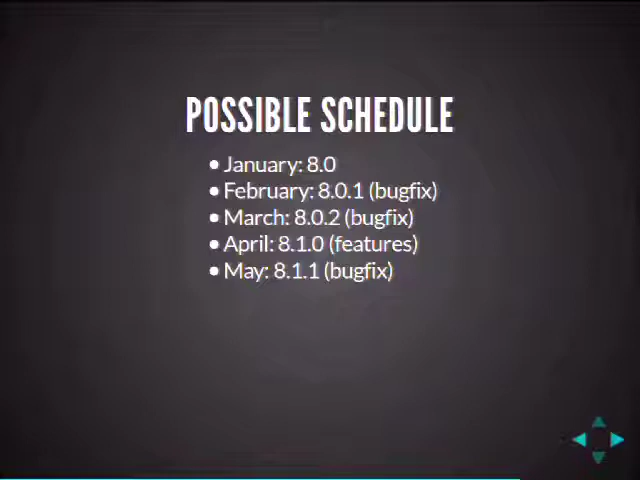 POSSIBLE SCHEDULE
• January: 8.0
• February: 8.0.1 (bugfix)
• March: 8.0.2 (bugfix)
• April: 8.1.0 (features)
• May: 8.1.1 (bugfix)